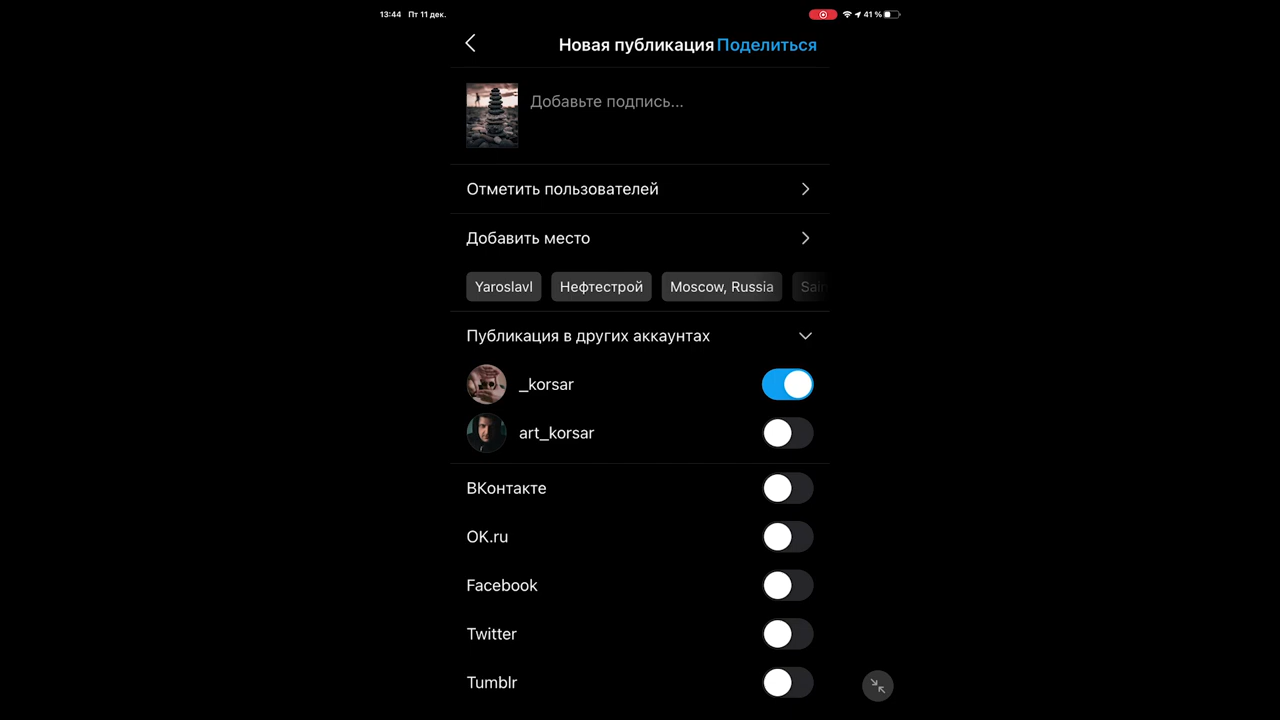 13:44 Пт 11 дек.
41 %
Новая публикация Поделиться
Добавьте подпись...
Отметить пользователей
Добавить место
Yaroslavl Нефтестрой Moscow, Russia
Публикация в других аккаунтах
_korsar
art_korsar
ВКонтакте
OK.ru
Facebook
Twitter
Tumblr